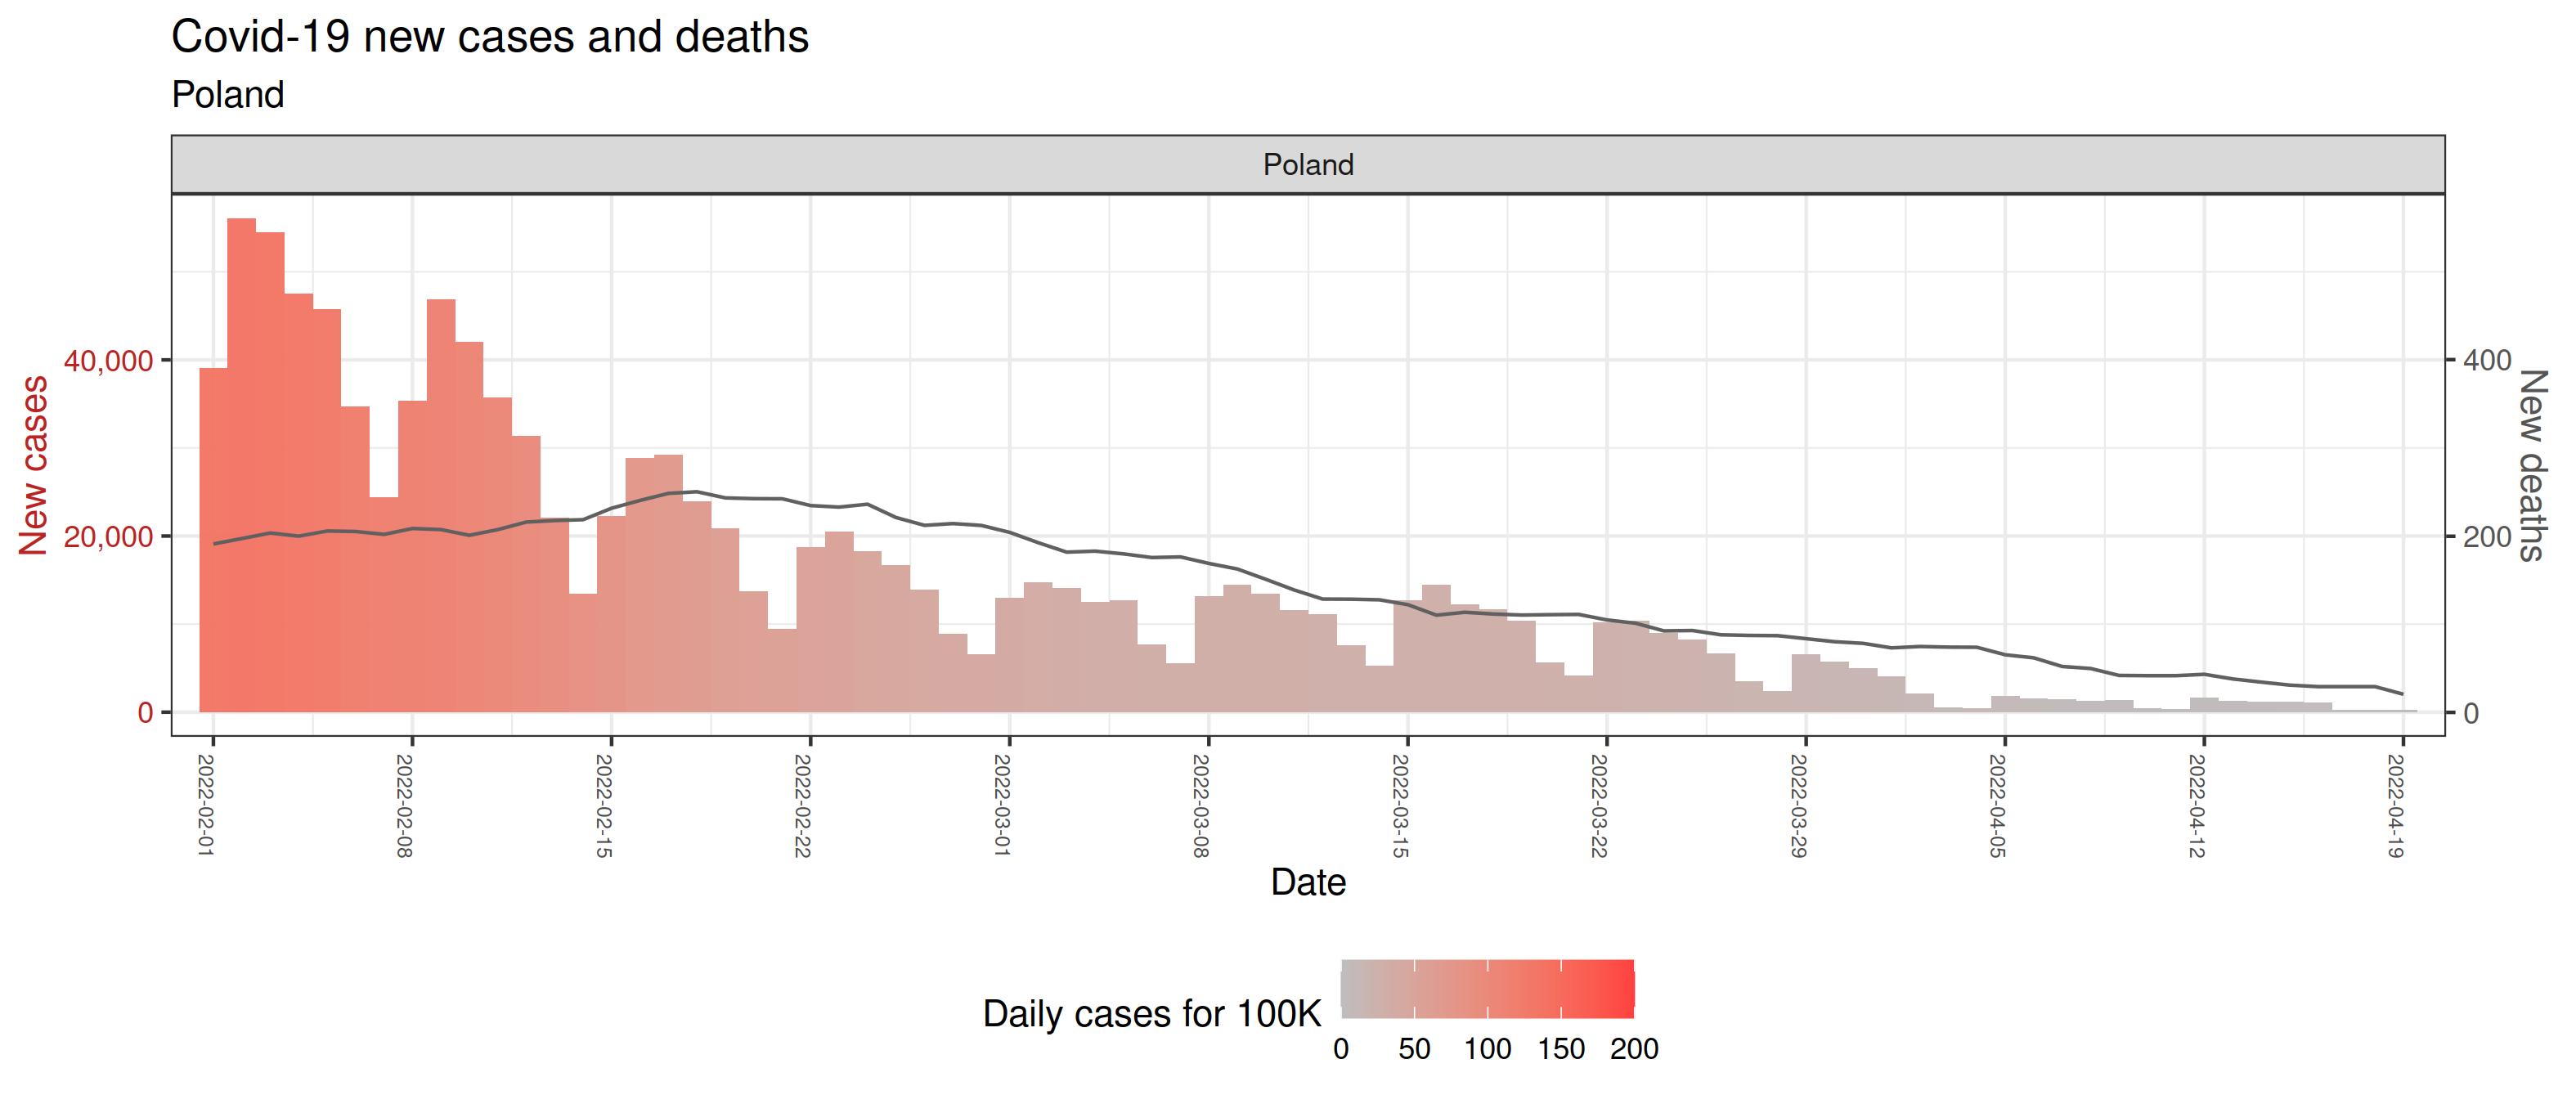 Covid-19 new cases and deaths
Poland
Poland
New cases
40,000
20,000
0
400
200
0
New deaths
2022-02-01
2022-02-08
2022-02-15
2022-02-22
2022-03-01
2022-03-08
2022-03-15
2022-03-22
2022-03-29
2022-04-05
2022-04-12
2022-04-19
Date
Daily cases for 100K
0 50 100 150 200